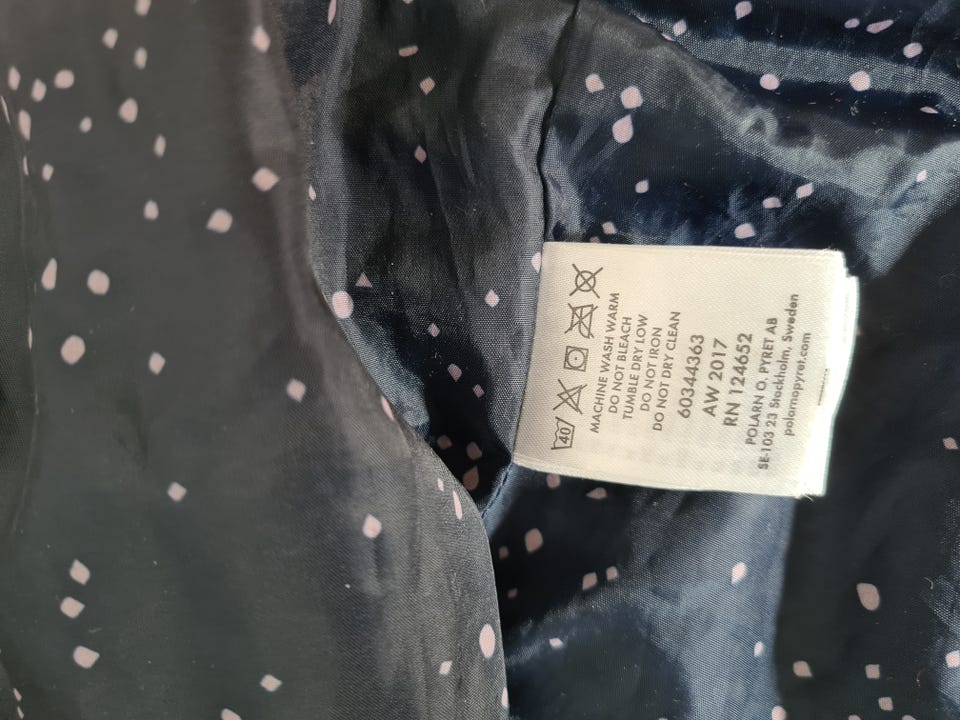 40
MACHINE WASH WARM
DO NOT BLEACH
TUMBLE DRY LOW
DO NOT IRON
DO NOT DRY CLEAN
60344363
AW 2017
RN 124652
POLARN O. PYRET AB
SE-103 23 Stockholm, Sweden
polarnopyret.com